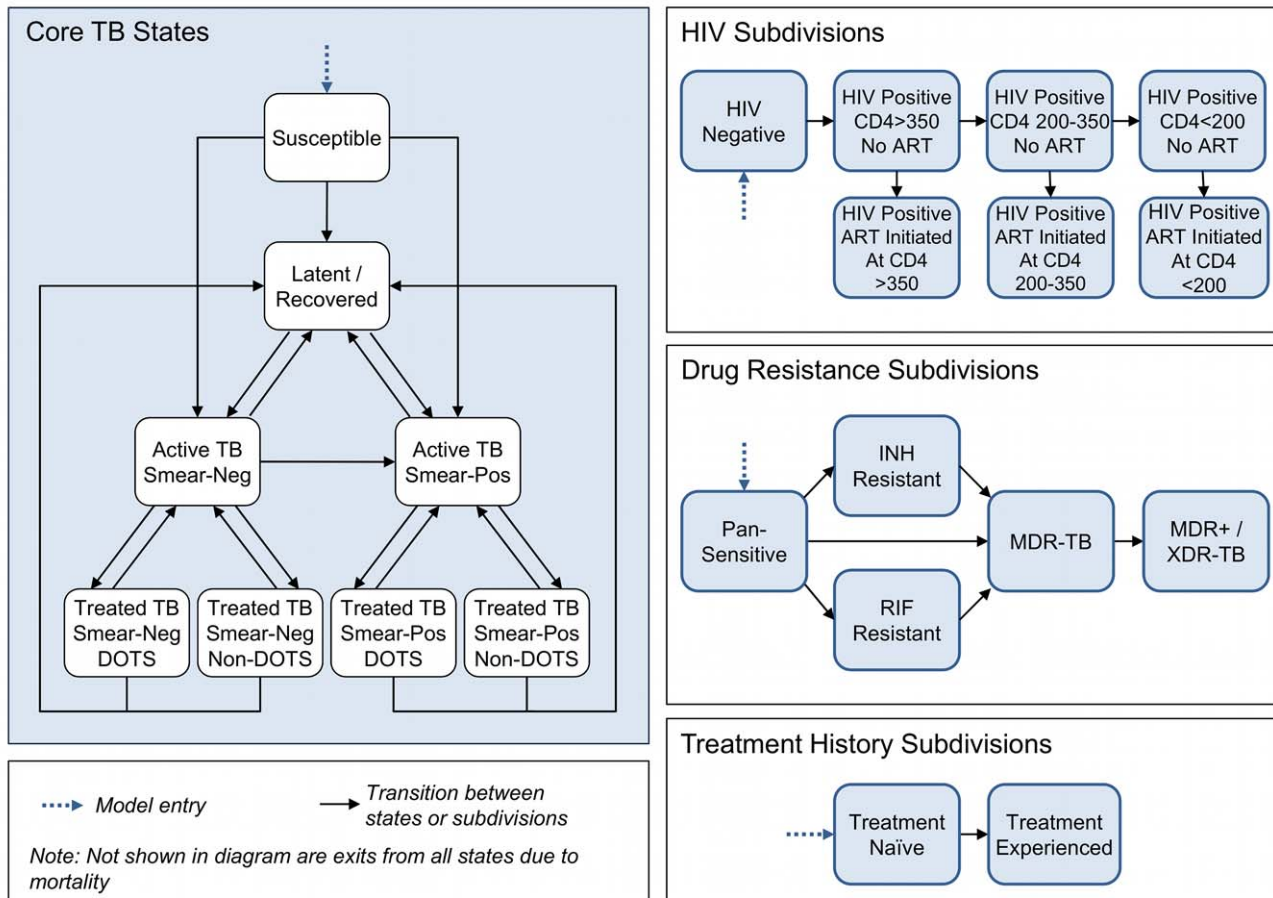 Core TB States
Susceptible
Latent /
Recovered
Active TB
Smear-Neg
Active TB
Smear-Pos
Treated TB
Smear-Neg
DOTS
Treated TB
Smear-Neg
Non-DOTS
Treated TB
Smear-Pos
DOTS
Treated TB
Smear-Pos
Non-DOTS
Model entry
Transition between
states or subdivisions
Note: Not shown in diagram are exits from all states due to
mortality
HIV Subdivisions
HIV
Negative
HIV Positive
CD4>350
No ART
HIV Positive
CD4 200-350
No ART
HIV Positive
CD4<200
No ART
HIV Positive
ART Initiated
At CD4
>350
HIV Positive
ART Initiated
At CD4
200-350
HIV Positive
ART Initiated
At CD4
<200
Drug Resistance Subdivisions
Pan-
Sensitive
INH
Resistant
RIF
Resistant
MDR-TB
MDR+ /
XDR-TB
Treatment History Subdivisions
Treatment
Naïve
Treatment
Experienced